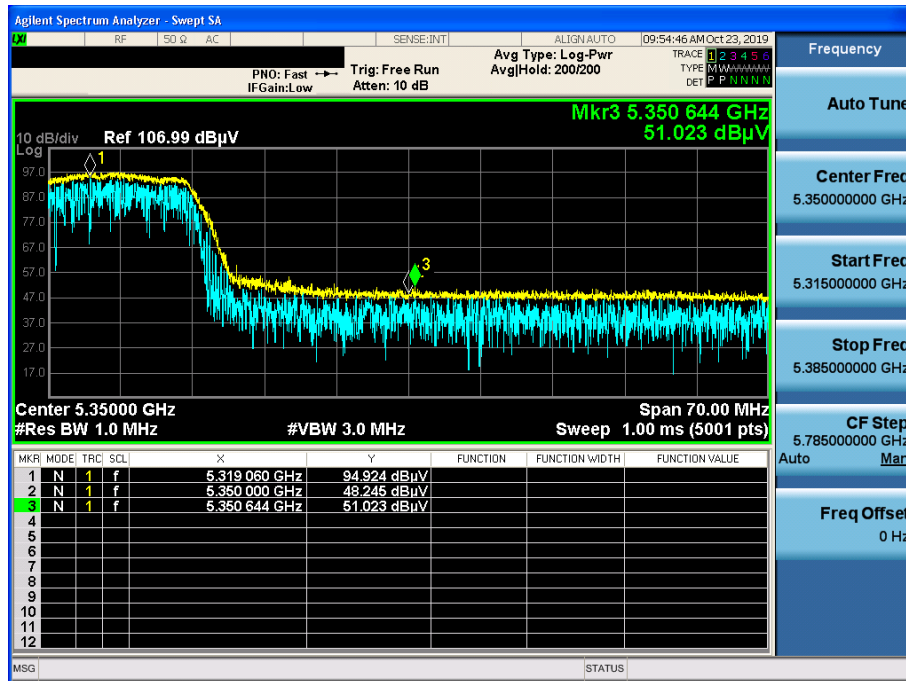 Agilent Spectrum Analyzer - Swept SA
LXI RF 50 Ω AC SENSE:INT ALIGN AUTO 09:54:46 AM Oct 23, 2019
Frequency
PNO: Fast Trig: Free Run Avg Type: Log-Pwr TRACE 1 2 3 4 5 6
IFGain:Low Atten: 10 dB Avg|Hold: 200/200 TYPE MWWWWW
DET P P N N N N
Auto Tune
Mkr3 5.350 644 GHz
51.023 dBµV
10 dB/div Ref 106.99 dBµV
Log
97.0
87.0
77.0
67.0
57.0
47.0
37.0
27.0
17.0
1
3
Center Freq
5.350000000 GHz
Start Freq
5.315000000 GHz
Stop Freq
5.385000000 GHz
CF Step
5.785000000 GHz
Auto Man
Freq Offset
0 Hz
Center 5.35000 GHz Span 70.00 MHz
#Res BW 1.0 MHz #VBW 3.0 MHz Sweep 1.00 ms (5001 pts)
MKR MODE TRC SCL X Y FUNCTION FUNCTION WIDTH FUNCTION VALUE
1 N 1 f 5.319 060 GHz 94.924 dBµV
2 N 1 f 5.350 000 GHz 48.245 dBµV
3 N 1 f 5.350 644 GHz 51.023 dBµV
4
5
6
7
8
9
10
11
12
MSG STATUS